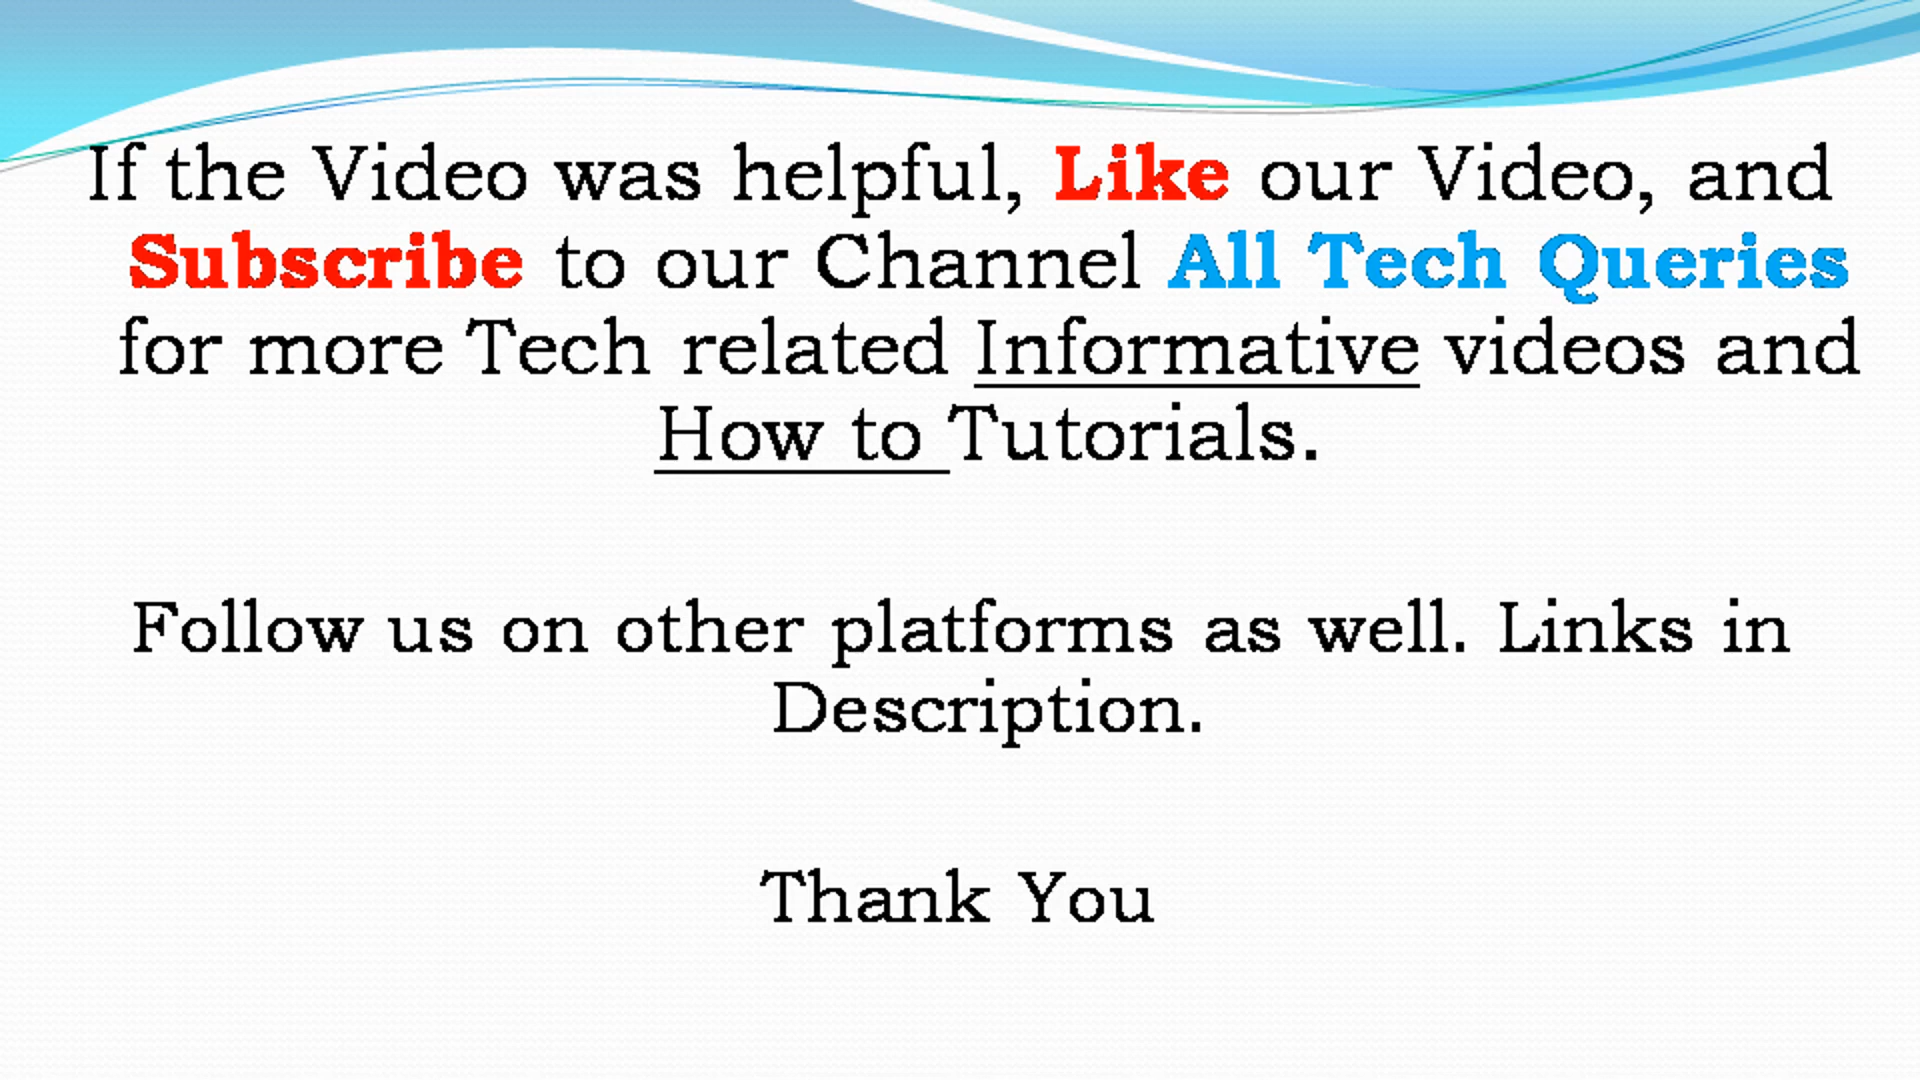 If the Video was helpful, Like our Video, and
Subscribe to our Channel All Tech Queries
for more Tech related Informative videos and
How to Tutorials.
Follow us on other platforms as well. Links in
Description.
Thank You